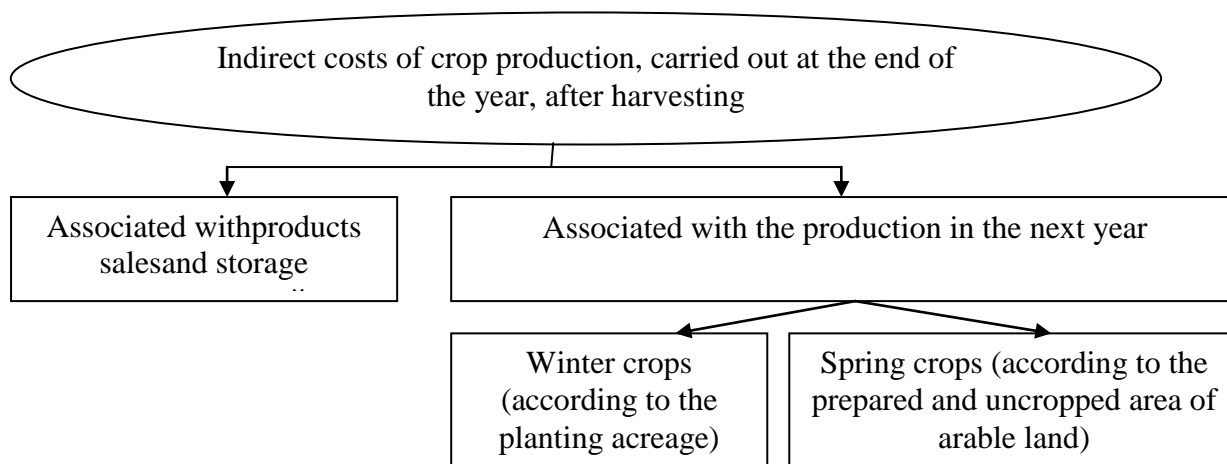 Indirect costs of crop production, carried out at the end of
the year, after harvesting
Associated withproducts
salesand storage
Associated with the production in the next year
Winter crops
(according to the
planting acreage)
Spring crops (according to the
prepared and uncropped area of
arable land)